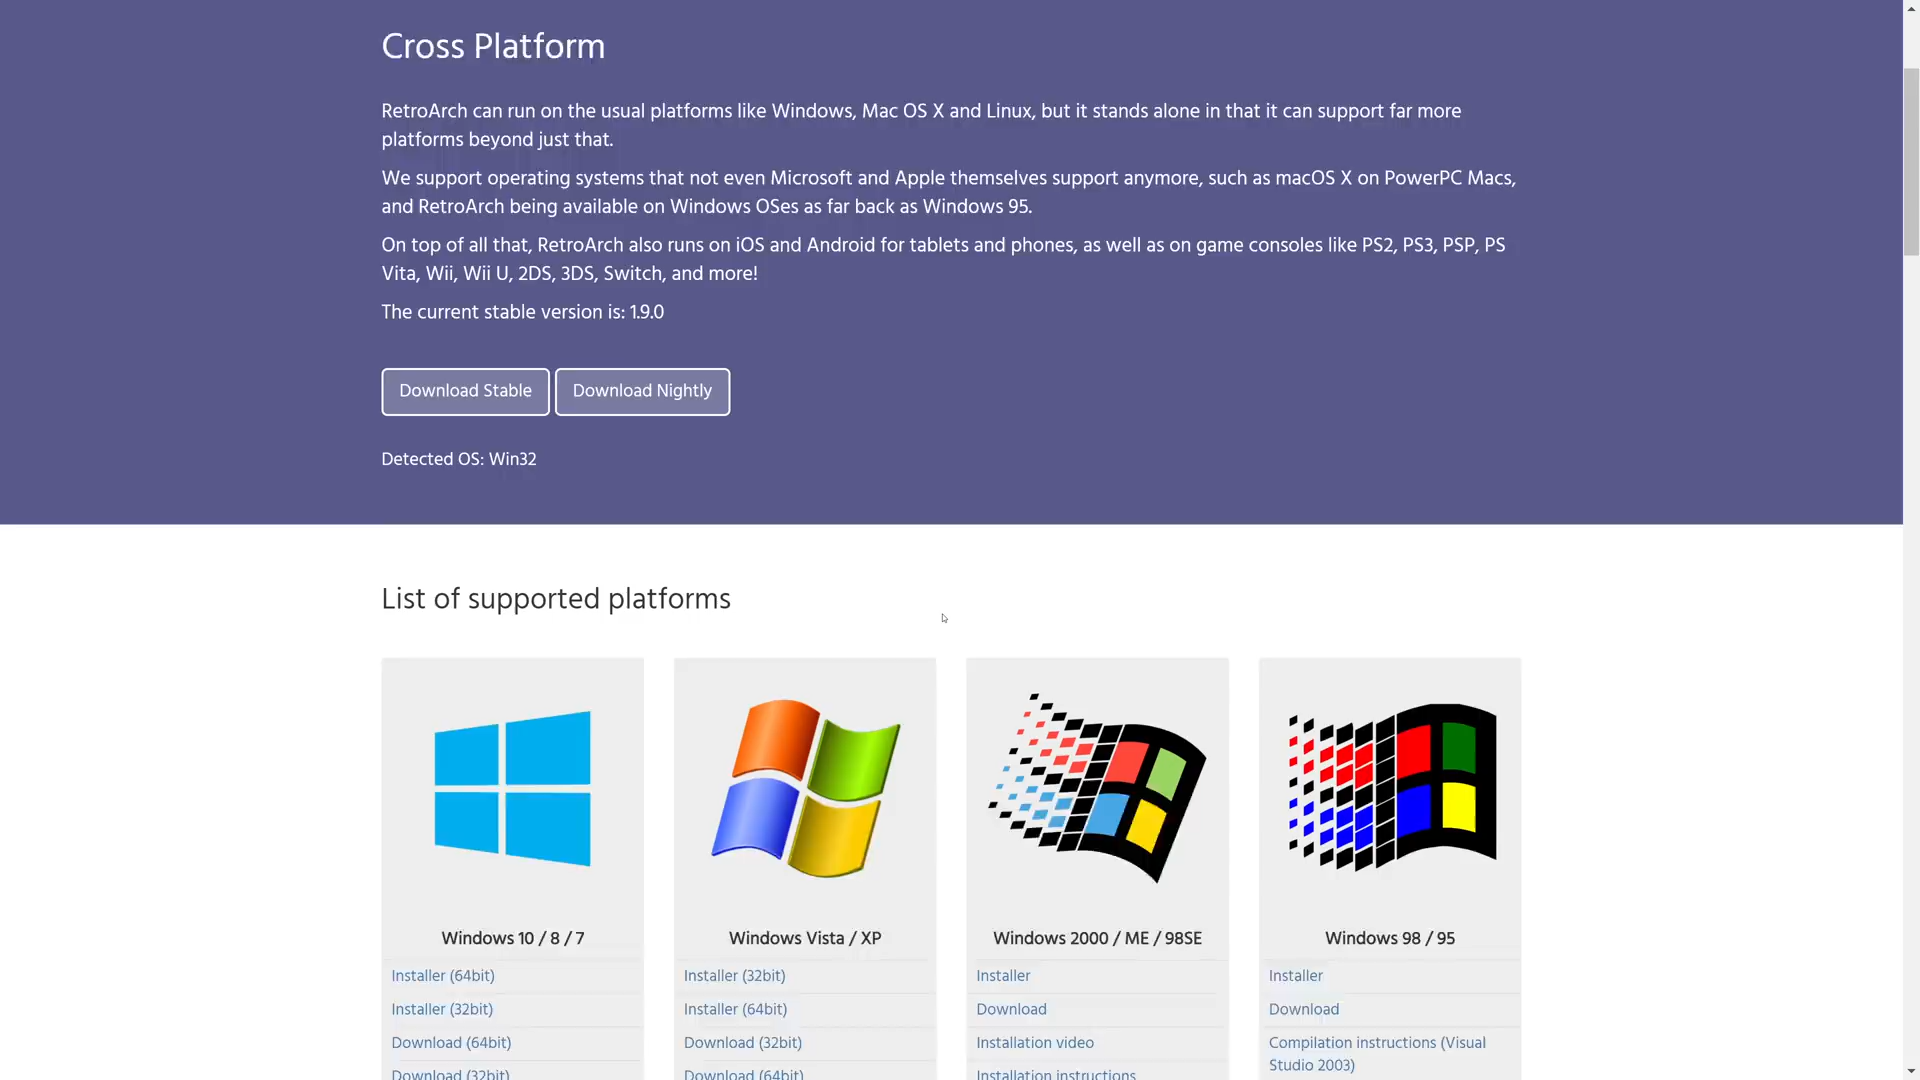 Cross Platform
RetroArch can run on the usual platforms like Windows, Mac OS X and Linux, but it stands alone in that it can support far more
platforms beyond just that.
We support operating systems that not even Microsoft and Apple themselves support anymore, such as macOS X on PowerPC Macs,
and RetroArch being available on Windows OSes as far back as Windows 95.
On top of all that, RetroArch also runs on iOS and Android for tablets and phones, as well as on game consoles like PS2, PS3, PSP, PS
Vita, Wii, Wii U, 2DS, 3DS, Switch, and more!
The current stable version is: 1.9.0
Download Stable
Download Nightly
Detected OS: Win32
List of supported platforms
Windows 10 / 8 / 7
Installer (64bit)
Installer (32bit)
Download (64bit)
Download (32bit)
Windows Vista / XP
Installer (32bit)
Installer (64bit)
Download (32bit)
Download (64bit)
Windows 2000 / ME / 98SE
Installer
Download
Installation video
Installation instructions
Windows 98 / 95
Installer
Download
Compilation instructions (Visual
Studio 2003)